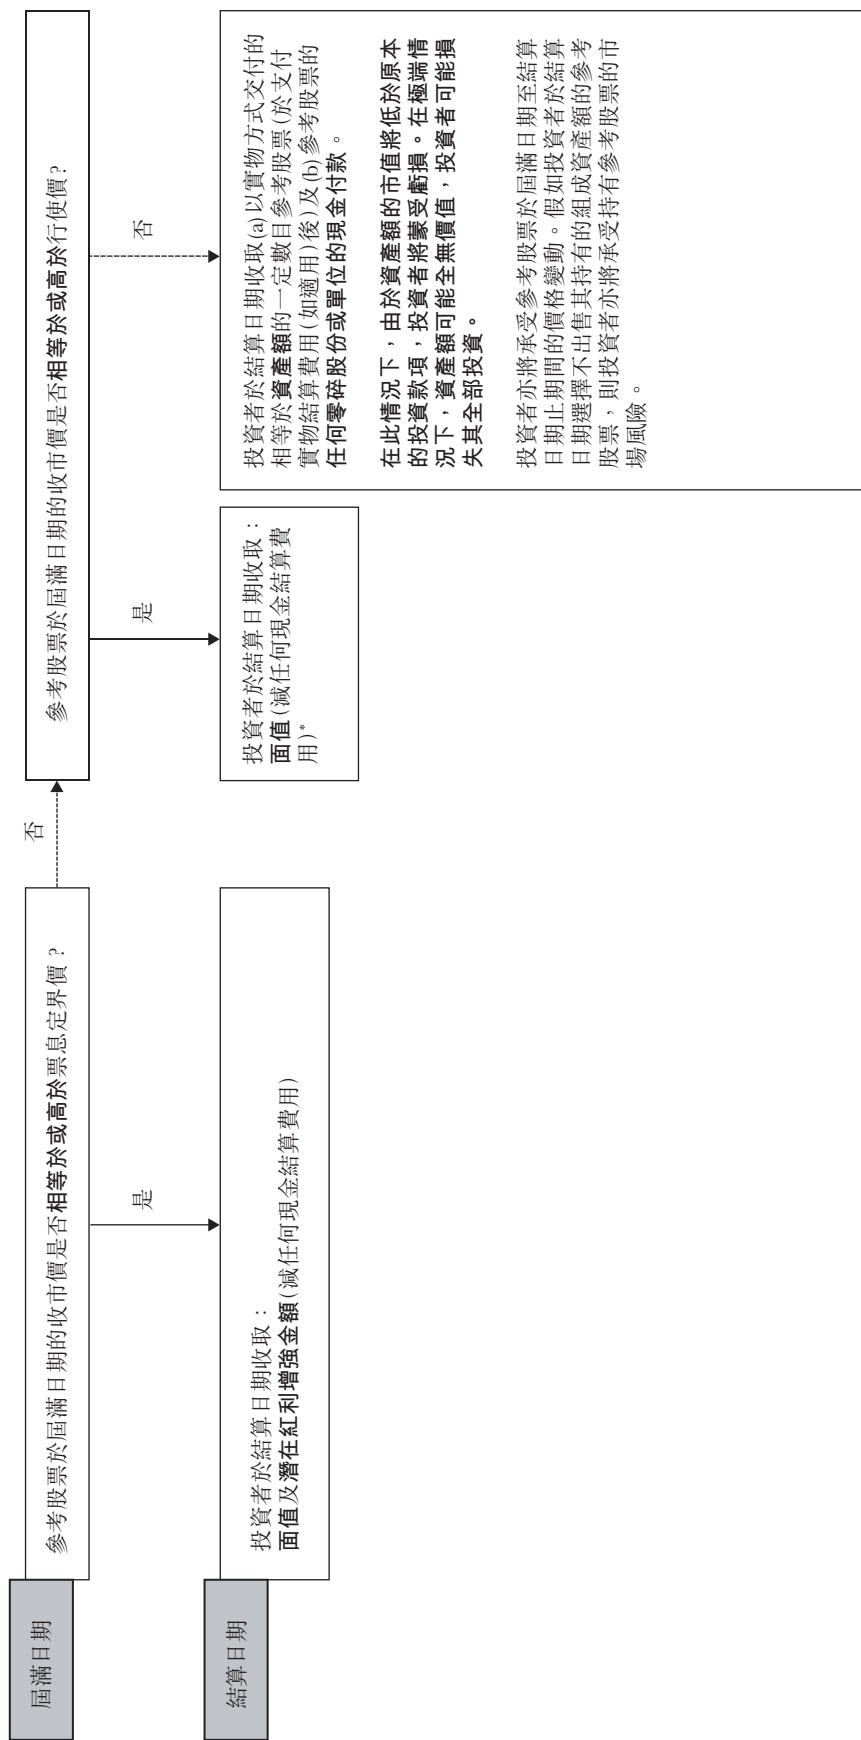 屆滿日期
參考股票於屆滿日期的收市價是否相等於或高於票息定界價？
否
參考股票於屆滿日期的收市價是否相等於或高於行使價？
是
是
否
結算日期
投資者於結算日期收取：
面值及潛在紅利增強金額(減任何現金結算費用)
投資者於結算日期收取：
面值(減任何現金結算費
用)*
投資者於結算日期收取(a)以實物方式交付的
相等於資產額的一定數目參考股票(於支付
實物結算費用(如適用)後)及(b)參考股票的
任何零碎股份或單位的現金付款。
在此情況下，由於資產額的市值將低於原本
的投資款項，投資者將蒙受虧損。在極端情
況下，資產額可能全無價值，投資者可能損
失其全部投資。
投資者亦將承受參考股票於屆滿日期至結算
日期止期間的價格變動。假如投資者於結算
日期選擇不出售其持有的組成資產額的參考
股票，則投資者亦將承受持有參考股票的市
場風險。